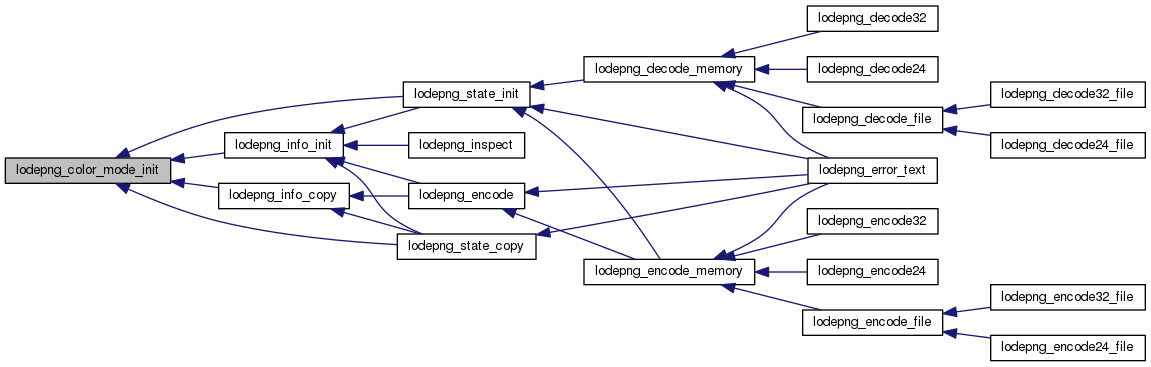 lodepng_color_mode_init
lodepng_state_init
lodepng_info_init
lodepng_info_copy
lodepng_state_copy
lodepng_inspect
lodepng_encode
lodepng_decode_memory
lodepng_encode_memory
lodepng_decode32
lodepng_decode24
lodepng_decode_file
lodepng_error_text
lodepng_encode32
lodepng_encode24
lodepng_encode_file
lodepng_decode32_file
lodepng_decode24_file
lodepng_encode32_file
lodepng_encode24_file